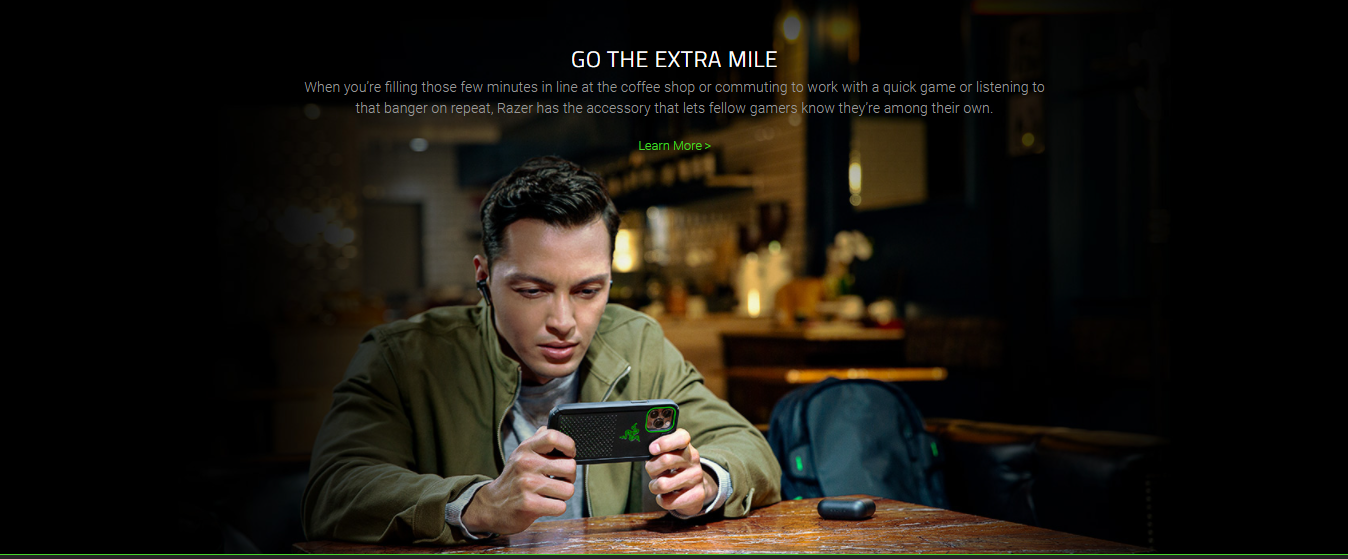 GO THE EXTRA MILE
When you’re filling those few minutes in line at the coffee shop or commuting to work with a quick game or listening to
that banger on repeat, Razer has the accessory that lets fellow gamers know they’re among their own.
Learn More >